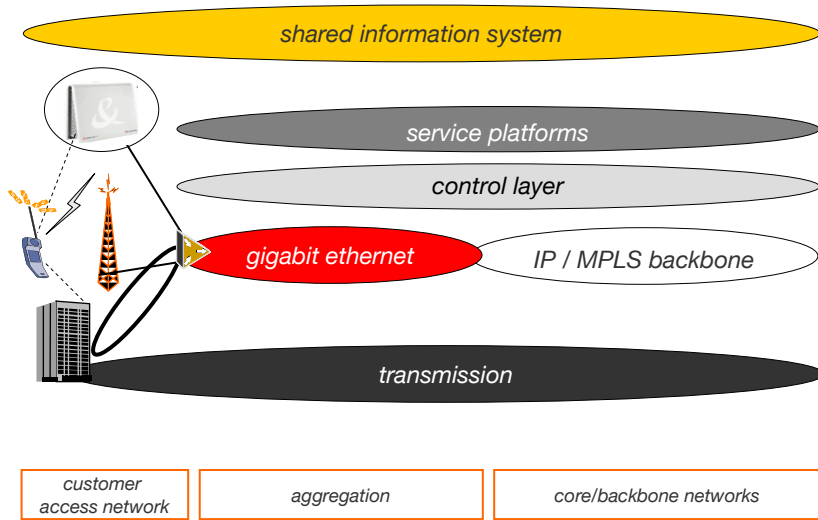 shared information system
&
service platforms
control layer
gigabit ethernet
IP / MPLS backbone
transmission
customer
access network
aggregation
core/backbone networks